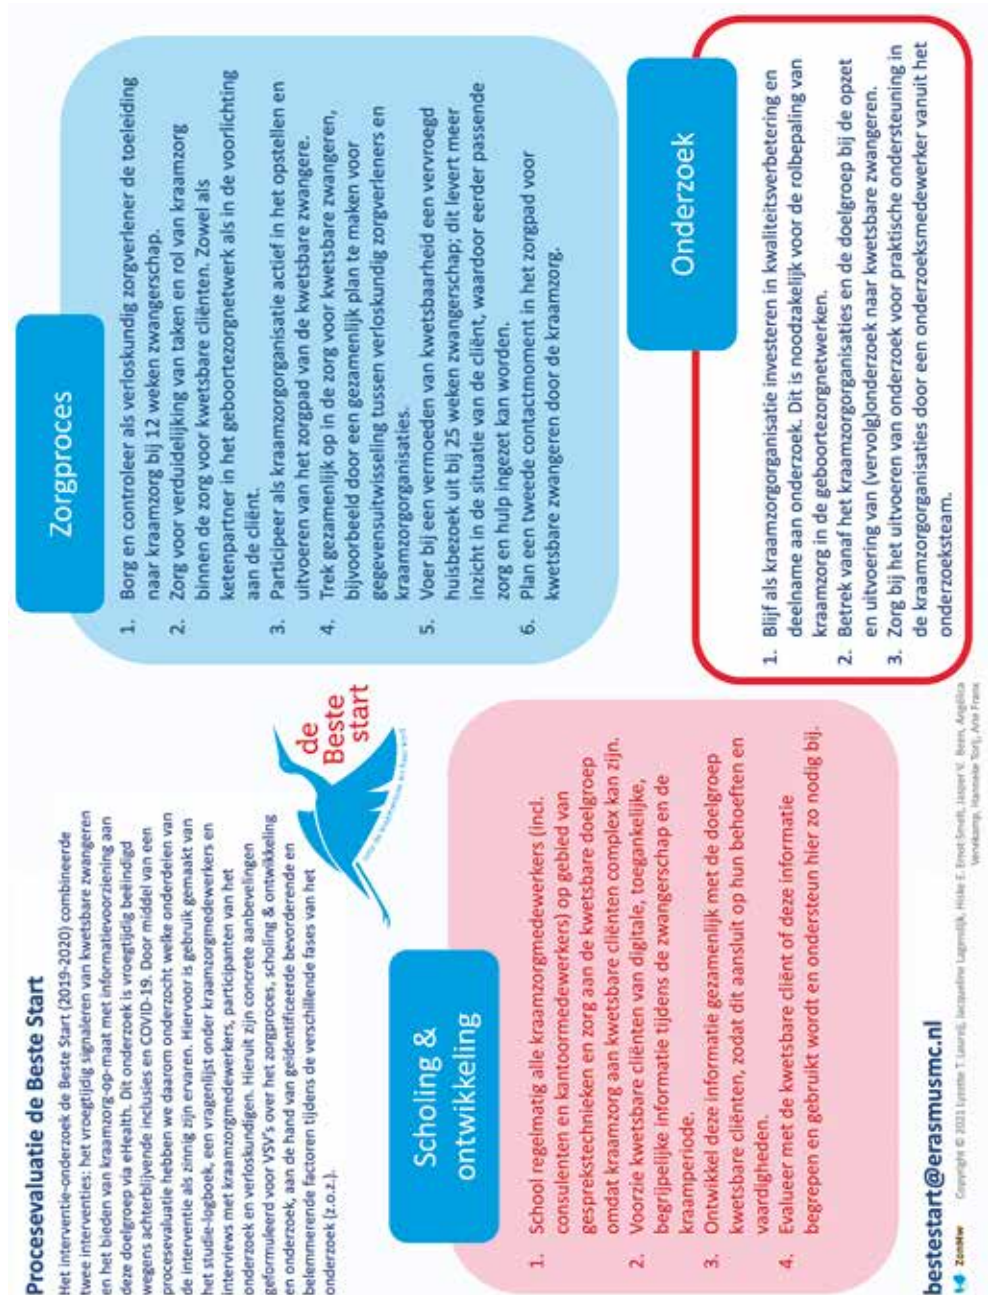 Procesevaluatie de Beste Start
Het interventie-onderzoek de Beste Start (2019-2020) combineerde
twee interventies: het vroegtijdig signaleren van kwetsbare zwangeren
en het bieden van kraamzorg-op-maat met informatievoorziening aan
deze doelgroep via eHealth. Dit onderzoek is vroegtijdig beëindigd
wegens achterblijvende inclusies en COVID-19. Door middel van een
procesevaluatie hebben we daarom onderzocht welke onderdelen van
de interventie als zinnig zijn ervaren. Hiervoor is gebruik gemaakt van
het studie-logboek, een vragenlijst onder kraamzorgmedewerkers en
interviews met kraamzorgmedewerkers, participanten van het
onderzoek en verloskundigen. Hieruit zijn concrete aanbevelingen
geformuleerd voor VSV's over het zorgproces, scholing & ontwikkeling
en onderzoek, aan de hand van geïdentificeerde bevorderende en
belemmerende factoren tijdens de verschillende fases van het
onderzoek (z.o.z.).
de
Beste
start
Zorgproces
1. Borg en controleer als verloskundig zorgverlener de toeleiding
naar kraamzorg bij 12 weken zwangerschap.
2. Zorg voor verduidelijking van taken en rol van kraamzorg
binnen de zorg voor kwetsbare cliënten. Zowel als
ketenpartner in het geboortezorgnetwerk als in de voorlichting
aan de cliënt.
3. Participeer als kraamzorgorganisatie actief in het opstellen en
uitvoeren van het zorgpad van de kwetsbare zwangere.
4. Trek gezamenlijk op in de zorg voor kwetsbare zwangeren,
bijvoorbeeld door een gezamenlijk plan te maken voor
gegevensuitwisseling tussen verloskundig zorgverleners en
kraamzorgorganisaties.
5. Voer bij een vermoeden van kwetsbaarheid een vervroegd
huisbezoek uit bij 25 weken zwangerschap; dit levert meer
inzicht in de situatie van de cliënt, waardoor eerder passende
zorg en hulp ingezet kan worden.
6. Plan een tweede contactmoment in het zorgpad voor
kwetsbare zwangeren door de kraamzorg.
Scholing &
ontwikkeling
1. School regelmatig alle kraamzorgmedewerkers (incl.
consulenten en kantoormedewerkers) op gebied van
gesprekstechnieken en zorg aan de kwetsbare doelgroep
omdat kraamzorg aan kwetsbare cliënten complex kan zijn.
2. Voorzie kwetsbare cliënten van digitale, toegankelijke,
begrijpelijke informatie tijdens de zwangerschap en de
kraamperiode.
3. Ontwikkel deze informatie gezamenlijk met de doelgroep
kwetsbare cliënten, zodat dit aansluit op hun behoeften en
vaardigheden.
4. Evalueer met de kwetsbare cliënt of deze informatie
begrepen en gebruikt wordt en ondersteun hier zo nodig bij.
Onderzoek
1. Blijf als kraamzorgorganisatie investeren in kwaliteitsverbetering en
deelname aan onderzoek. Dit is noodzakelijk voor de rolbepaling van
kraamzorg in de geboortezorgnetwerken.
2. Betrek vanaf het kraamzorgorganisaties en de doelgroep bij de opzet
en uitvoering van (vervolg)onderzoek naar kwetsbare zwangeren.
3. Zorg bij het uitvoeren van onderzoek voor praktische ondersteuning in
de kraamzorgorganisaties door een onderzoeksmedewerker vanuit het
onderzoeksteam.
bestestart@erasmusmc.nl
ZonMw
Copyright © 2021 Lyzette T. Laureij, Jacqueline Lagendijk, Hiske E. Ernst-Smelt, Jasper V. Been, Angélica
Venekamp, Hanneke Torij, Arie Franx